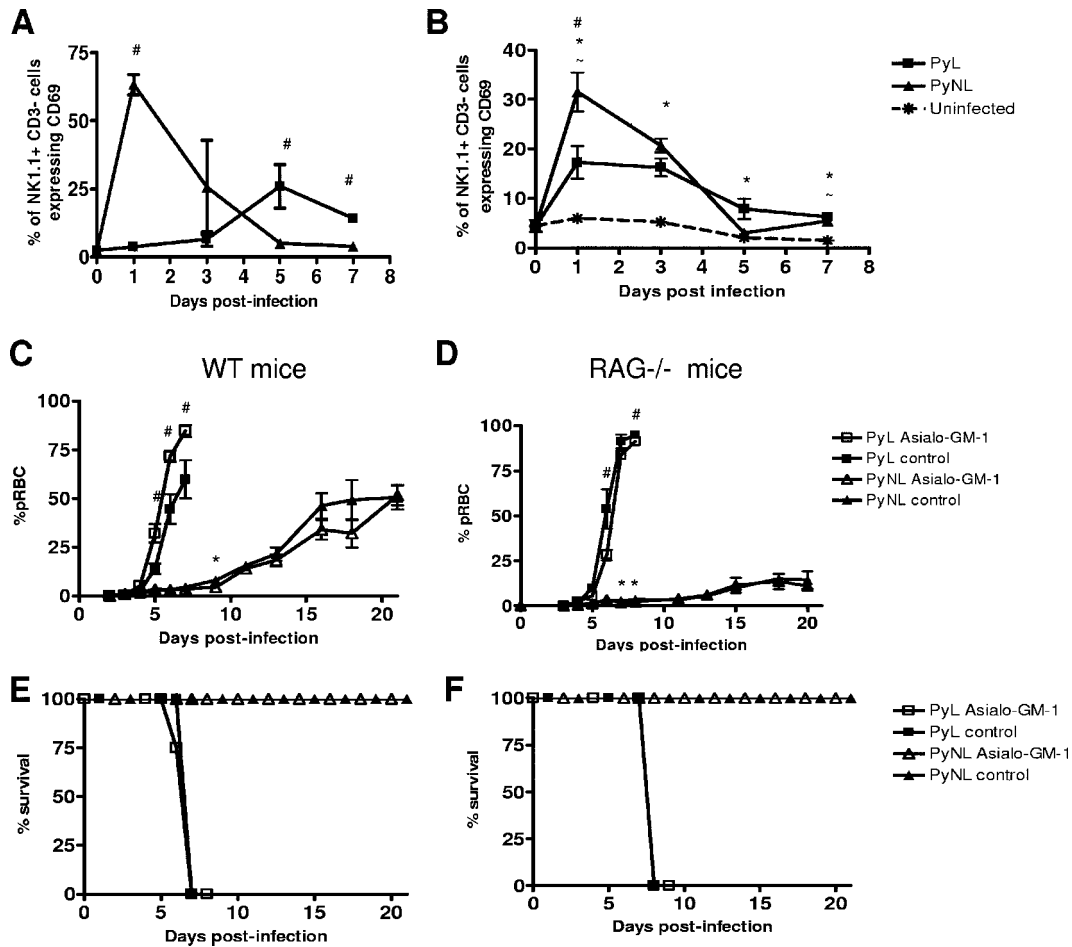 A
% of NK1.1+ CD3- cells
expressing CD69
75
50
25
0
#
#
#
0 1 2 3 4 5 6 7 8
Days post-infection
B
% of NK1.1+ CD3- cells
expressing CD69
40
30
20
10
0
#
*
~
*
*
*
~
0 1 2 3 4 5 6 7 8
Days post infection
PyL
PyNL
Uninfected
C
WT mice
%pRBC
100
75
50
25
0
#
#
#
*
0 5 10 15 20
Days post-infection
D
RAG-/- mice
% pRBC
100
75
50
25
0
#
#
* *
0 5 10 15 20
Days post-infection
PyL Asialo-GM-1
PyL control
PyNL Asialo-GM-1
PyNL control
E
% survival
100
75
50
25
0
0 5 10 15 20
Days post-infection
F
% survival
100
75
50
25
0
0 5 10 15 20
Days post-infection
PyL Asialo-GM-1
PyL control
PyNL Asialo-GM-1
PyNL control